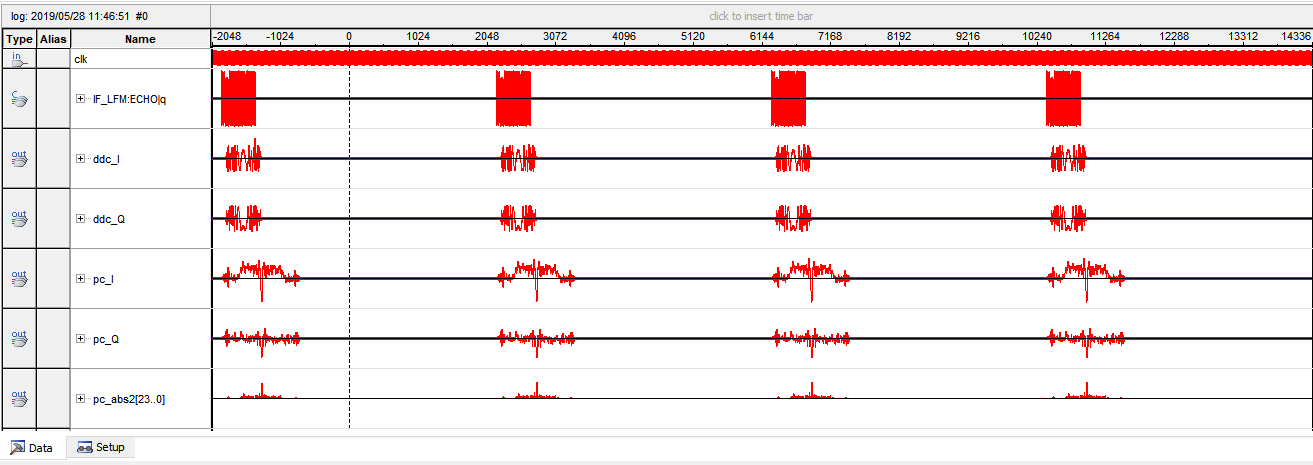 log: 2019/05/28 11:46:51 #0 click to insert time bar
Type Alias Name -2048 -1024 0 1024 2048 3072 4096 5120 6144 7168 8192 9216 10240 11264 12288 13312 14336
in clk
C IF_LFM:ECHO|q
out ddc_I
out ddc_Q
out pc_I
out pc_Q
out pc_abs2[23..0]
Data Setup